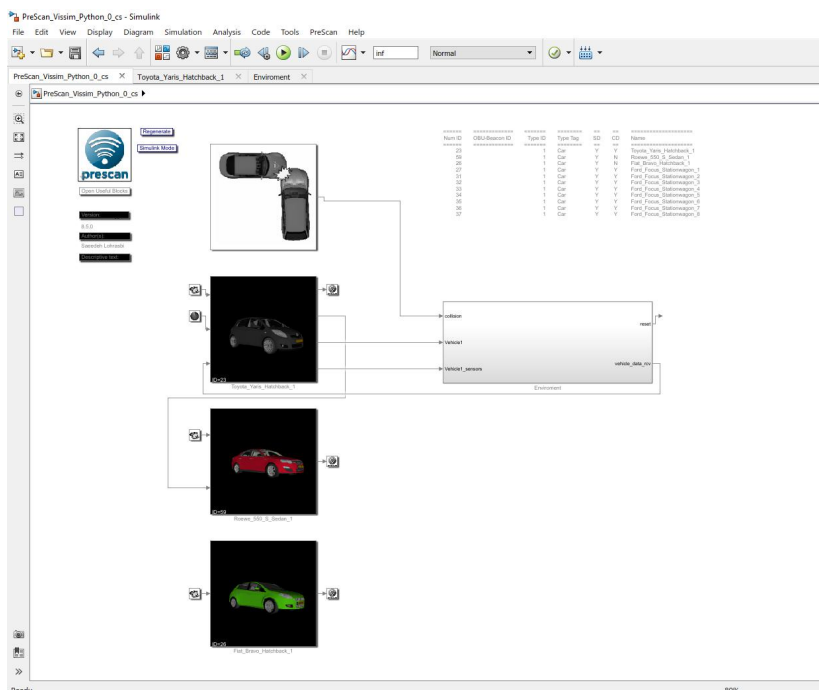 PreScan_Vissim_Python_0_cs - Simulink
File Edit View Display Diagram Simulation Analysis Code Tools PreScan Help
inf
Normal
PreScan_Vissim_Python_0_cs
Toyota_Yaris_Hatchback_1
Enviroment
PreScan_Vissim_Python_0_cs
Regenerate
Simulink Mode
prescan
Open Useful Blocks
Version:
8.5.0
Author(s):
Saeedeh Lohrasbi
Descriptive text:
Num ID OBU-Beacon ID Type ID Type Tag SD CD Name
23 1 Car Y Y Toyota_Yaris_Hatchback_1
59 1 Car Y N Roewe_550_S_Sedan_1
26 1 Car Y N Fiat_Bravo_Hatchback_1
27 1 Car Y Y Ford_Focus_Stationwagon_1
31 1 Car Y Y Ford_Focus_Stationwagon_2
32 1 Car Y Y Ford_Focus_Stationwagon_3
33 1 Car Y Y Ford_Focus_Stationwagon_4
34 1 Car Y Y Ford_Focus_Stationwagon_5
35 1 Car Y Y Ford_Focus_Stationwagon_6
36 1 Car Y Y Ford_Focus_Stationwagon_7
37 1 Car Y Y Ford_Focus_Stationwagon_8
collision
reset
Vehicle1
vehicle_data_rcv
Vehicle1_sensors
Enviroment
ID=23
Toyota_Yaris_Hatchback_1
ID=59
Roewe_550_S_Sedan_1
ID=26
Fiat_Bravo_Hatchback_1
Ready
80%